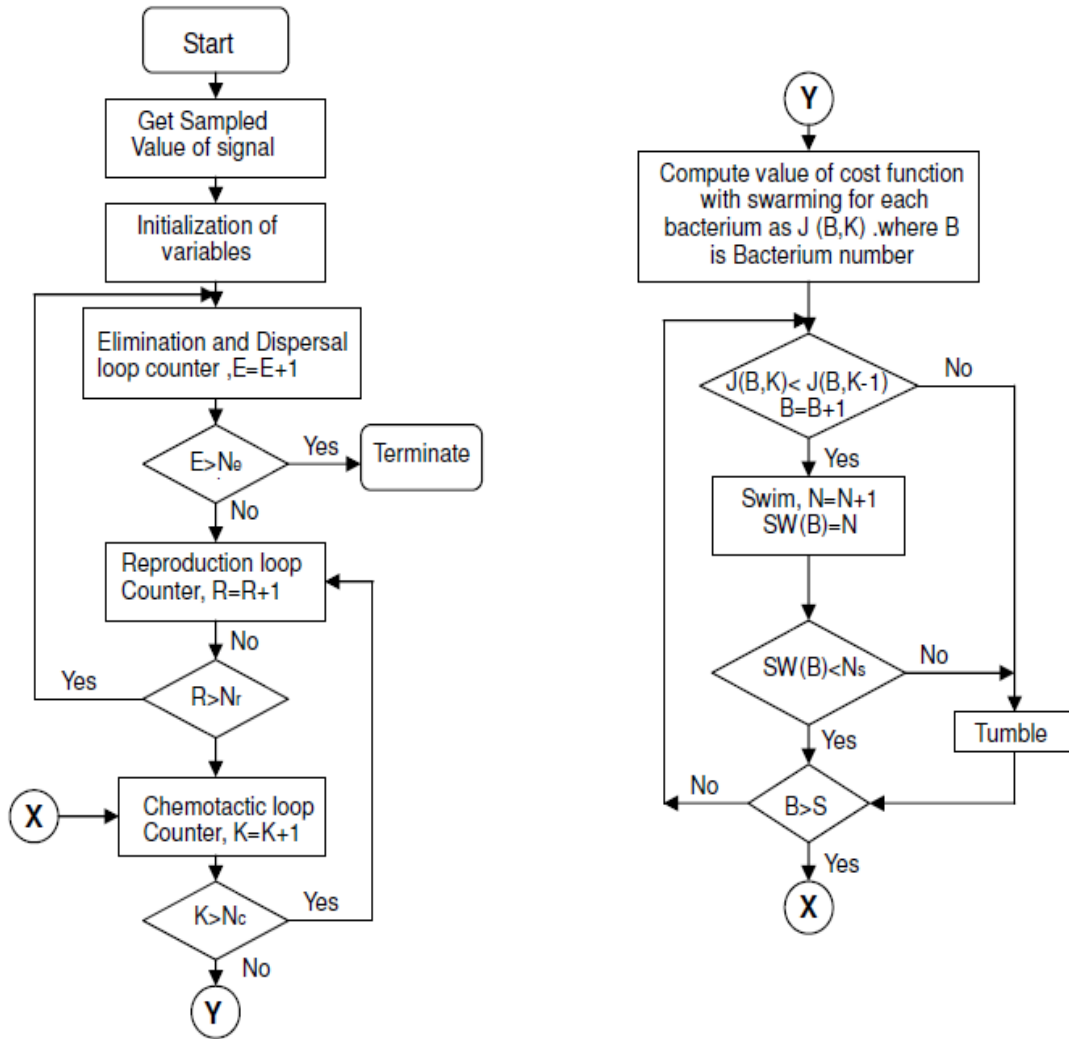 Start
Get Sampled
Value of signal
Initialization of
variables
Elimination and Dispersal
loop counter ,E=E+1
E>Ne
Yes
Terminate
No
Reproduction loop
Counter, R=R+1
No
Yes
R>Nr
X
Chemotactic loop
Counter, K=K+1
K>Nc
Yes
No
Y
Y
Compute value of cost function
with swarming for each
bacterium as J (B,K) .where B
is Bacterium number
J(B,K)< J(B,K-1)
B=B+1
No
Yes
Swim, N=N+1
SW(B)=N
SW(B)<Ns
No
Yes
Tumble
No
B>S
Yes
X